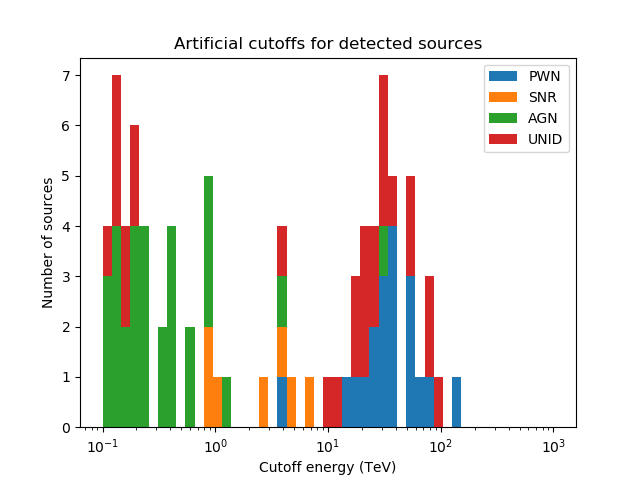 Artificial cutoffs for detected sources
Number of sources
7
6
5
4
3
2
1
0
PWN
SNR
AGN
UNID
10⁻¹
10⁰
10¹
10²
10³
Cutoff energy (TeV)